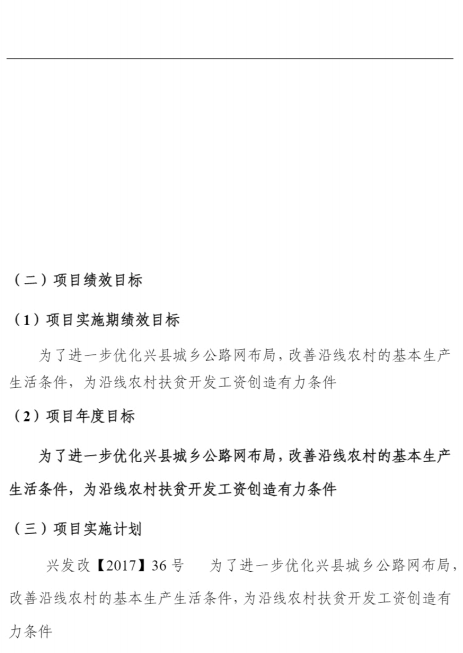 （二）项目绩效目标
（1）项目实施期绩效目标
为了进一步优化兴县城乡公路网布局，改善沿线农村的基本生产
生活条件，为沿线农村扶贫开发工资创造有力条件
（2）项目年度目标
为了进一步优化兴县城乡公路网布局，改善沿线农村的基本生产
生活条件，为沿线农村扶贫开发工资创造有力条件
（三）项目实施计划
兴发改【2017】36号 为了进一步优化兴县城乡公路网布局，
改善沿线农村的基本生产生活条件，为沿线农村扶贫开发工资创造有
力条件